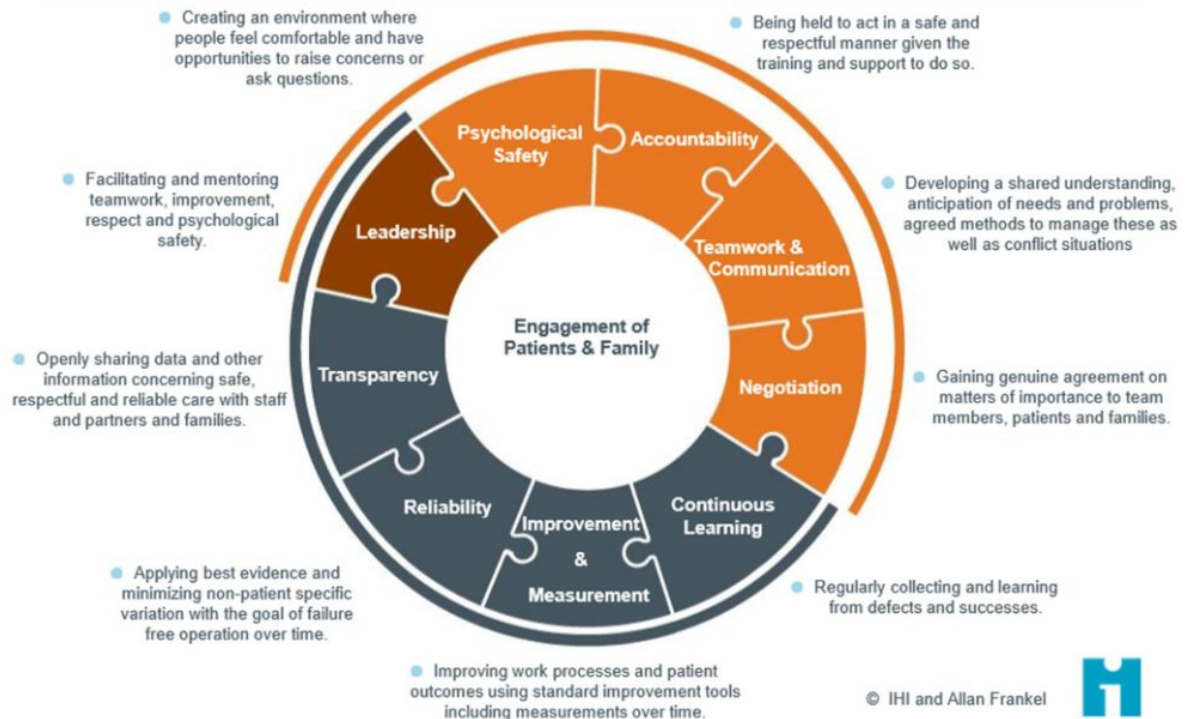 Creating an environment where
people feel comfortable and have
opportunities to raise concerns or
ask questions.
Being held to act in a safe and
respectful manner given the
training and support to do so.
Psychological
Safety
Accountability
Facilitating and mentoring
teamwork, improvement,
respect and psychological
safety.
Leadership
Developing a shared understanding,
anticipation of needs and problems,
agreed methods to manage these as
well as conflict situations
Teamwork &
Communication
Engagement of
Patients & Family
Openly sharing data and other
information concerning safe,
respectful and reliable care with staff
and partners and families.
Transparency
Negotiation
Gaining genuine agreement on
matters of importance to team
members, patients and families.
Reliability
Improvement
&
Measurement
Continuous
Learning
Applying best evidence and
minimizing non-patient specific
variation with the goal of failure
free operation over time.
Regularly collecting and learning
from defects and successes.
Improving work processes and patient
outcomes using standard improvement tools
including measurements over time.
© IHI and Allan Frankel